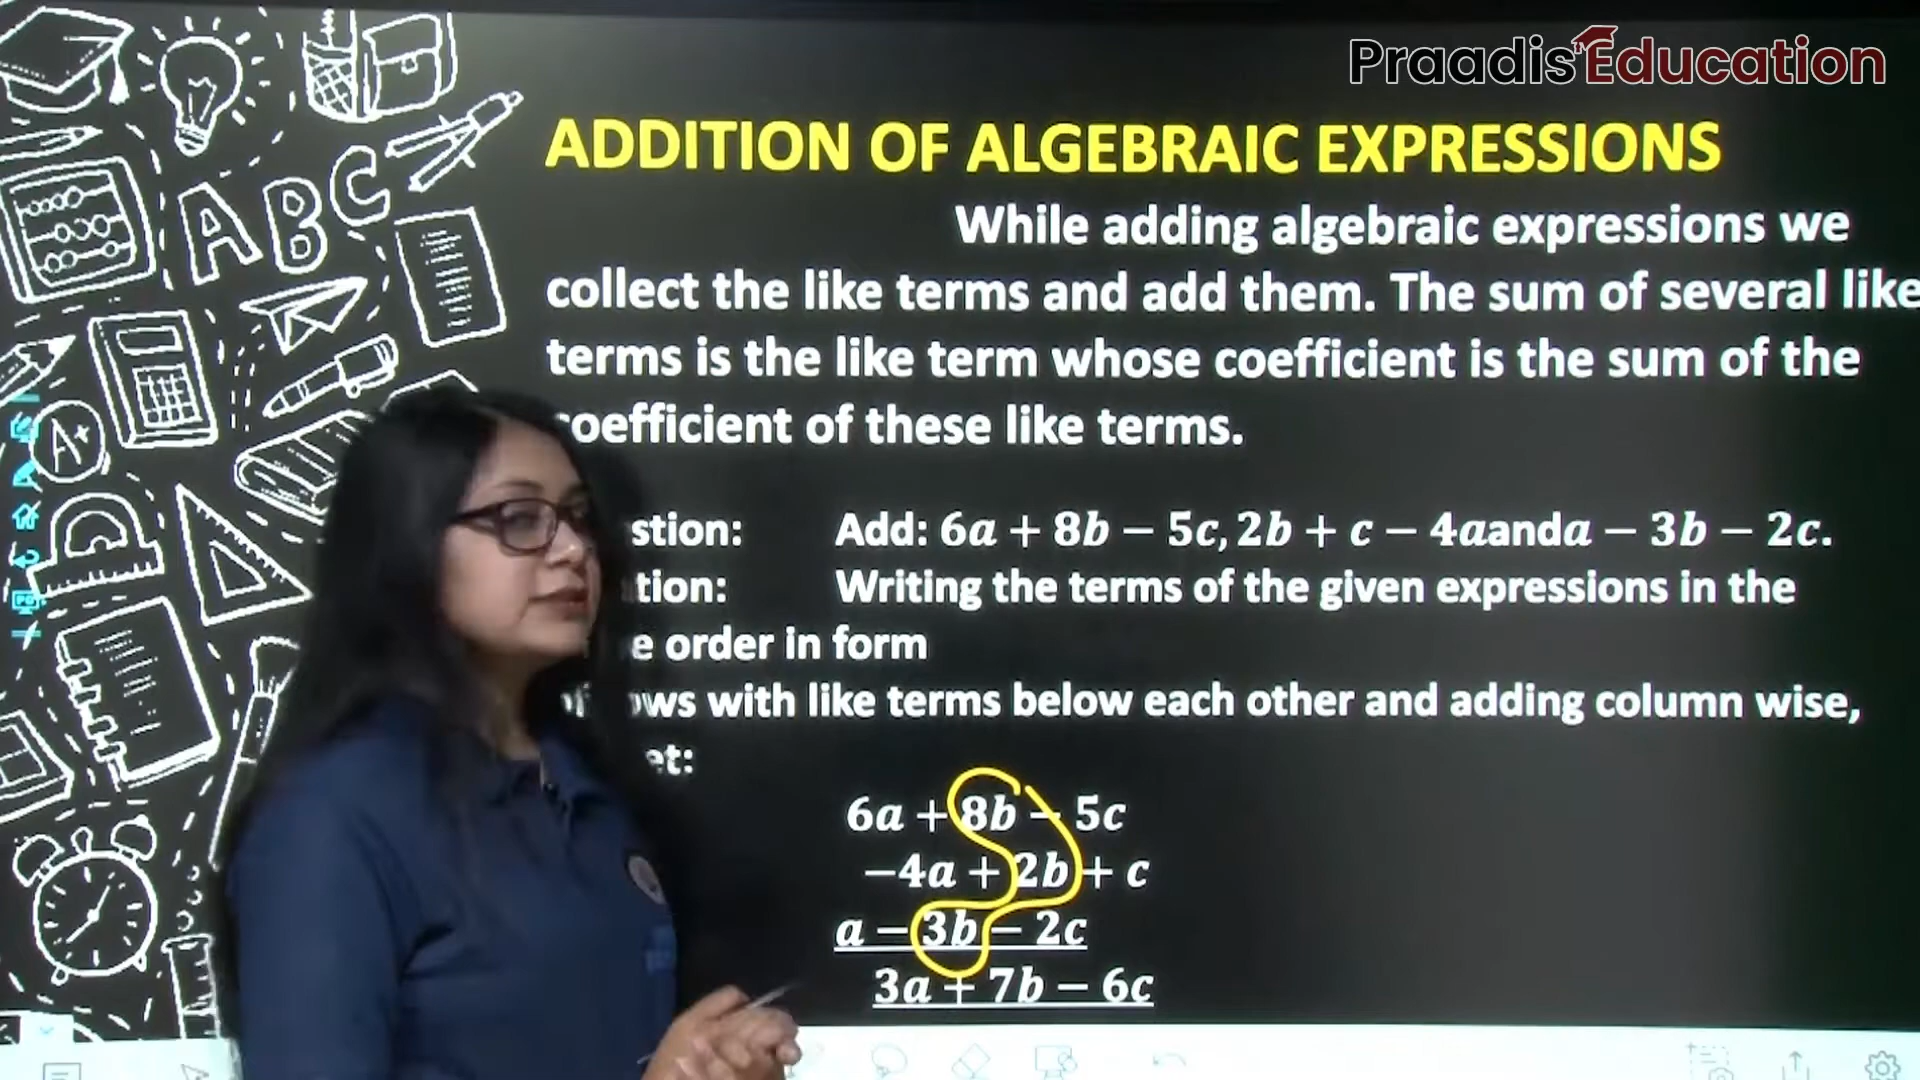 Praadis Education
ABC
ADDITION OF ALGEBRAIC EXPRESSIONS
While adding algebraic expressions we
collect the like terms and add them. The sum of several like
terms is the like term whose coefficient is the sum of the
coefficient of these like terms.
A+
stion: Add: 6a + 8b − 5c, 2b + c − 4aanda − 3b − 2c.
tion: Writing the terms of the given expressions in the
e order in form
ws with like terms below each other and adding column wise,
et:
6a + 8b − 5c
−4a + 2b + c
a − 3b − 2c
3a + 7b − 6c